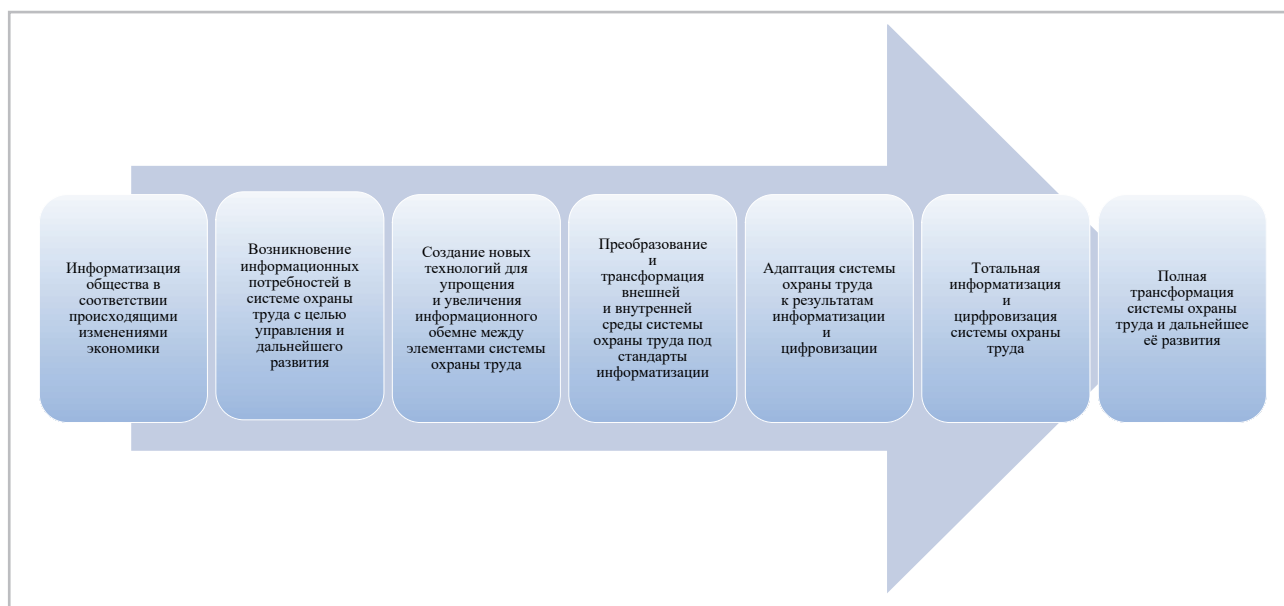 Информатизация
общества в
соответствии
происходящими
изменениями
экономики
Возникновение
информационных
потребностей в
системе охраны
труда с целью
управления и
дальнейшего
развития
Создание новых
технологий для
упрощения
и увеличения
информационного
обемне между
элементами системы
охраны труда
Преобразование
и
трансформация
внешней
и внутренней
среды системы
охраны труда под
стандарты
информатизации
Адаптация системы
охраны труда
к результатам
информатизации
и
цифровизации
Тотальная
информатизация
и
цирфровизация
системы охраны
труда
Полная
трансформация
системы охраны
труда и дальнейшее
её развития